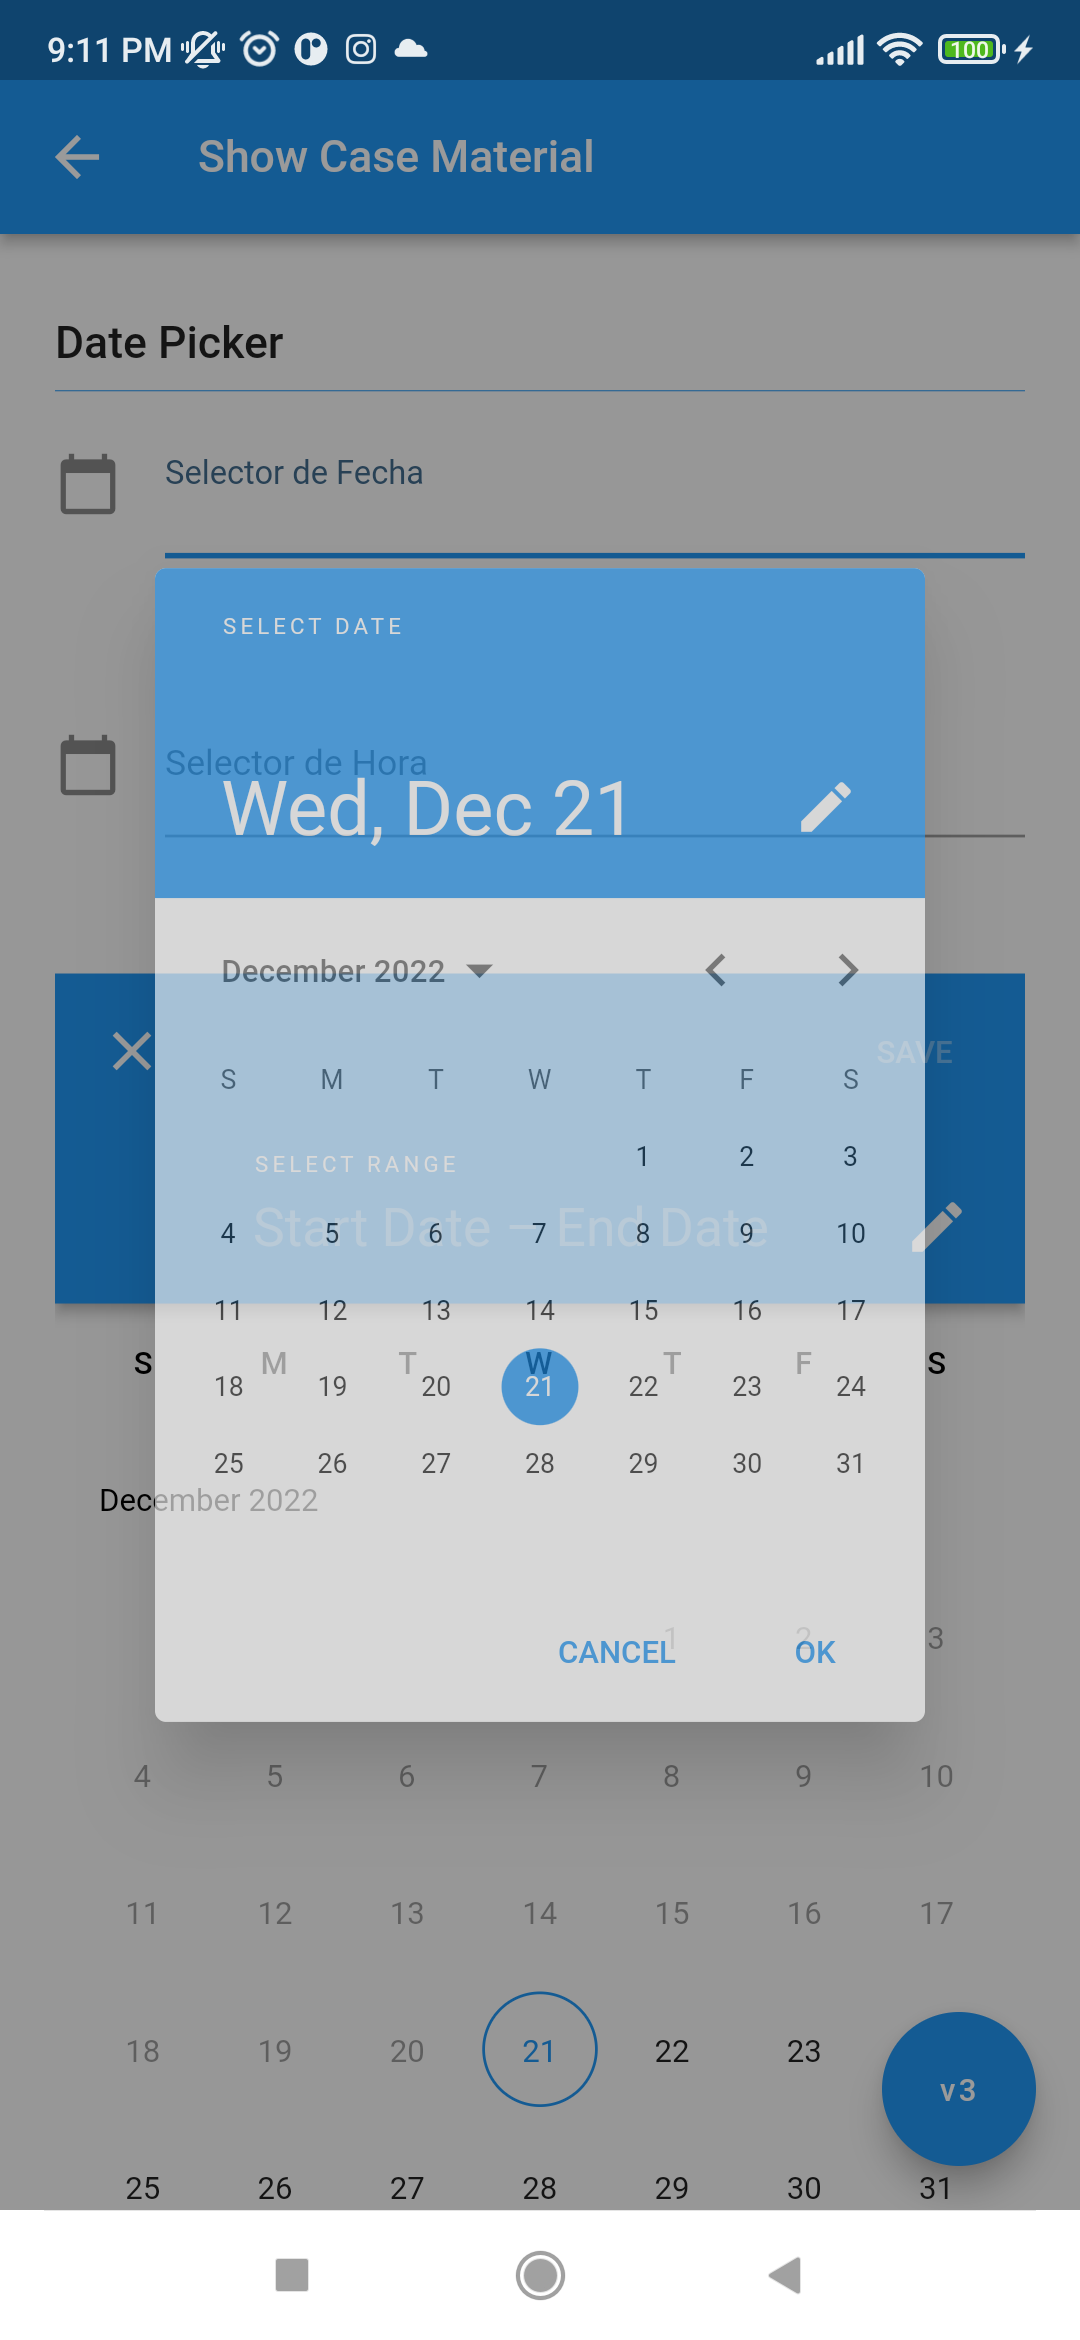 9:11 PM 100
Show Case Material
Date Picker
Selector de Fecha
SELECT DATE
Selector de Hora
Wed, Dec 21
December 2022
SAVE
S M T W T F S
1 2 3
SELECT RANGE
Start Date – End Date
4 5 6 7 8 9 10
11 12 13 14 15 16 17
S M T W T F S
18 19 20 21 22 23 24
25 26 27 28 29 30 31
December 2022
1 2 3
CANCEL OK
4 5 6 7 8 9 10
11 12 13 14 15 16 17
18 19 20 21 22 23
v3
25 26 27 28 29 30 31